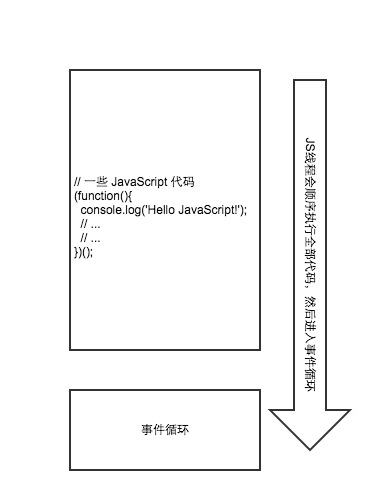 // 一些 JavaScript 代码
(function(){
  console.log('Hello JavaScript!');
  // ...
  // ...
})();
JS线程会顺序执行全部代码，然后进入事件循环
事件循环